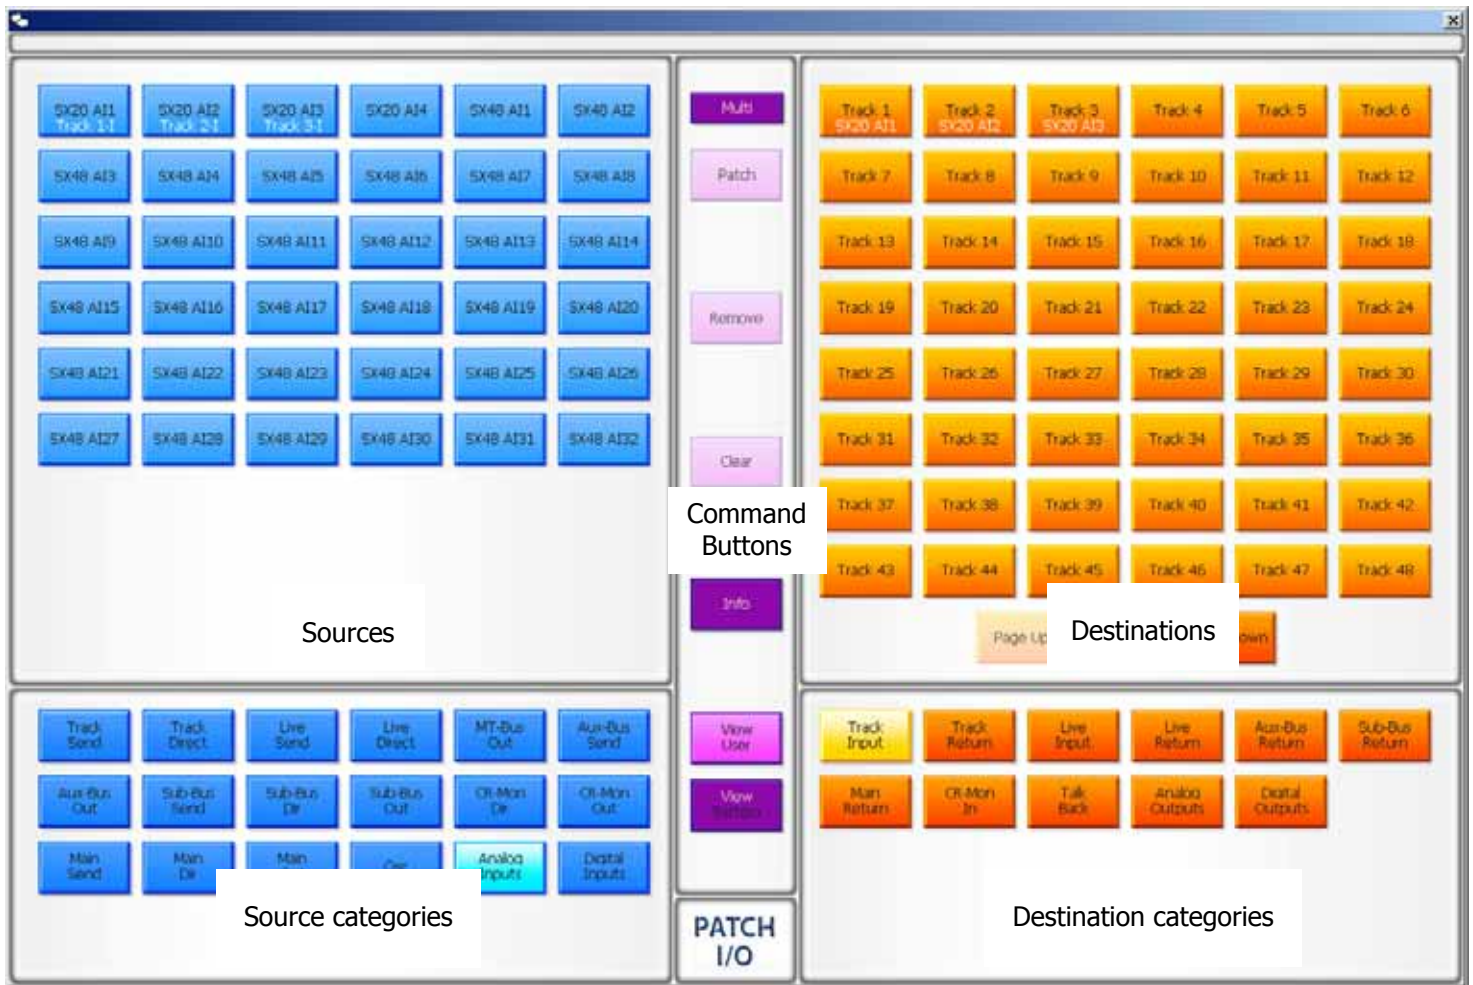 SX20 AI1
Track 1-I
SX20 AI2
Track 2-I
SX20 AI3
Track 3-I
SX20 AI4
SX48 AI1
SX48 AI2
SX48 AI3
SX48 AI4
SX48 AI5
SX48 AI6
SX48 AI7
SX48 AI8
SX48 AI9
SX48 AI10
SX48 AI11
SX48 AI12
SX48 AI13
SX48 AI14
SX48 AI15
SX48 AI16
SX48 AI17
SX48 AI18
SX48 AI19
SX48 AI20
SX48 AI21
SX48 AI22
SX48 AI23
SX48 AI24
SX48 AI25
SX48 AI26
SX48 AI27
SX48 AI28
SX48 AI29
SX48 AI30
SX48 AI31
SX48 AI32
Sources
Track
Send
Track
Direct
Live
Send
Live
Direct
MT-Bus
Out
Aux-Bus
Send
Aux-Bus
Out
Sub-Bus
Send
Sub-Bus
Dir
Sub-Bus
Out
CR-Mon
Dir
CR-Mon
Out
Main
Send
Main
Dir
Main
Osc
Analog
Inputs
Digital
Inputs
Source categories
Multi
Patch
Remove
Clear
Command
Buttons
Info
View
User
View
PATCH
I/O
Track 1
SX20 AI1
Track 2
SX20 AI2
Track 3
SX20 AI3
Track 4
Track 5
Track 6
Track 7
Track 8
Track 9
Track 10
Track 11
Track 12
Track 13
Track 14
Track 15
Track 16
Track 17
Track 18
Track 19
Track 20
Track 21
Track 22
Track 23
Track 24
Track 25
Track 26
Track 27
Track 28
Track 29
Track 30
Track 31
Track 32
Track 33
Track 34
Track 35
Track 36
Track 37
Track 38
Track 39
Track 40
Track 41
Track 42
Track 43
Track 44
Track 45
Track 46
Track 47
Track 48
Page Up
Destinations
own
Track
Input
Track
Return
Live
Input
Live
Return
Aux-Bus
Return
Sub-Bus
Return
Main
Return
CR-Mon
In
Talk
Back
Analog
Outputs
Digital
Outputs
Destination categories